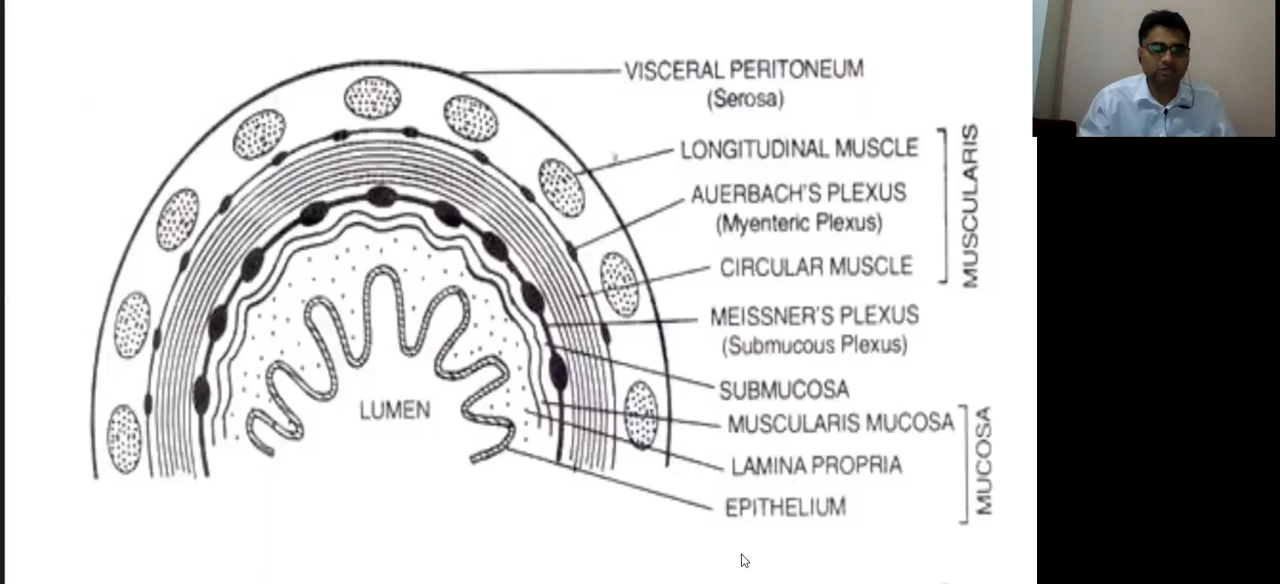 VISCERAL PERITONEUM
(Serosa)
LONGITUDINAL MUSCLE
AUERBACH'S PLEXUS
(Myenteric Plexus)
CIRCULAR MUSCLE
MUSCULARIS
MEISSNER'S PLEXUS
(Submucous Plexus)
SUBMUCOSA
MUSCULARIS MUCOSA
LAMINA PROPRIA
EPITHELIUM
MUCOSA
LUMEN